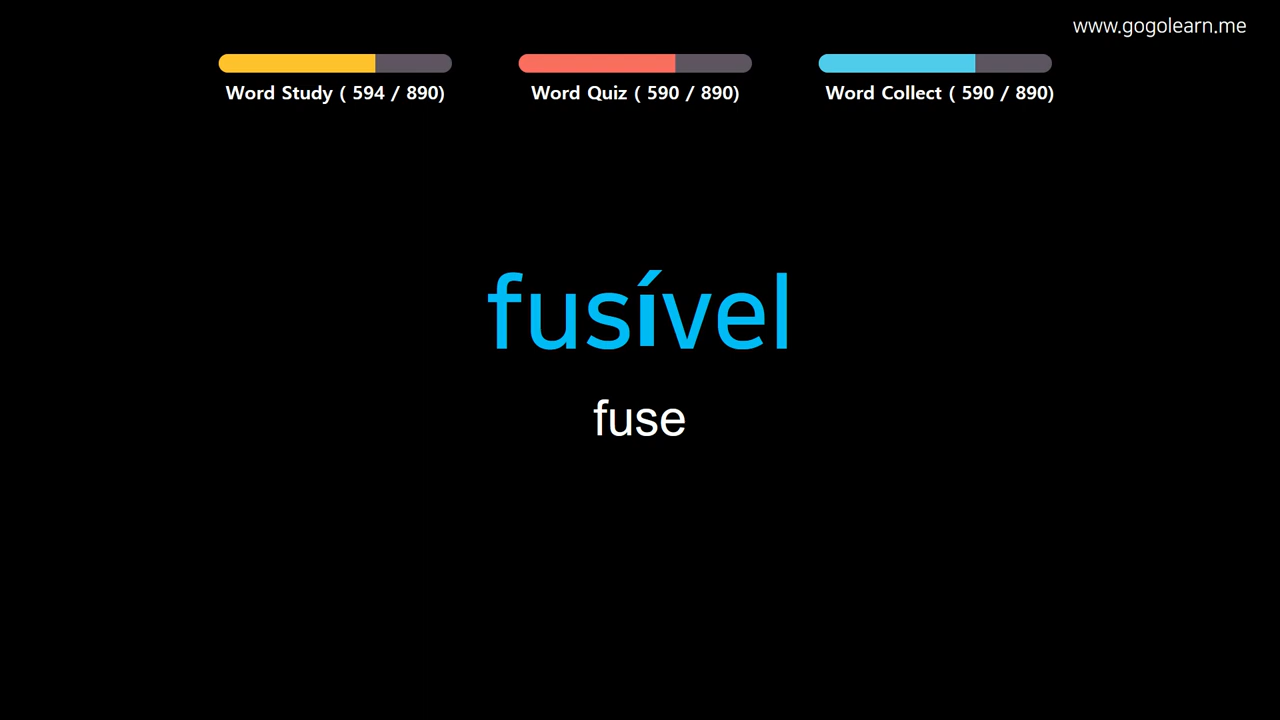 www.gogolearn.me
Word Study ( 594 / 890)
Word Quiz ( 590 / 890)
Word Collect ( 590 / 890)
fusível
fuse